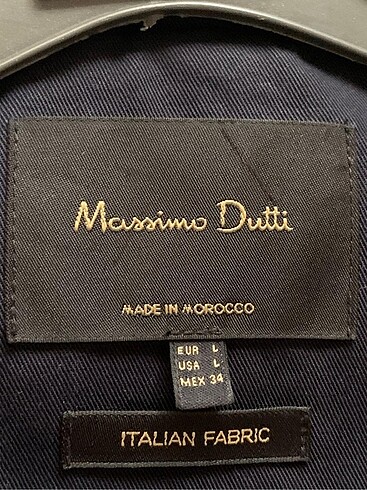 Massimo Dutti
MADE IN MOROCCO
EUR L
USA L
MEX 34
ITALIAN FABRIC